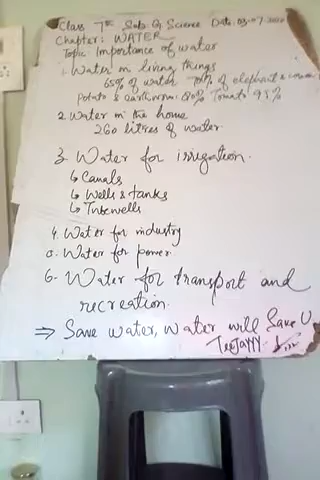 Class 7th Sub: G Science Date: 03-07-
Chapter: WATER
Topic Importance of water
1. Water in living things
65% of water 70% of elephant &
Potato & earthworm: 80% Tomato 95%
2. Water in the home
260 litres of water
3. Water for irrigation.
↳ Canals
↳ Wells & tanks
↳ Tubewells
4. Water for industry
5. Water for power.
6. Water for transport and
recreation.
⇒ Save water, Water will Save U